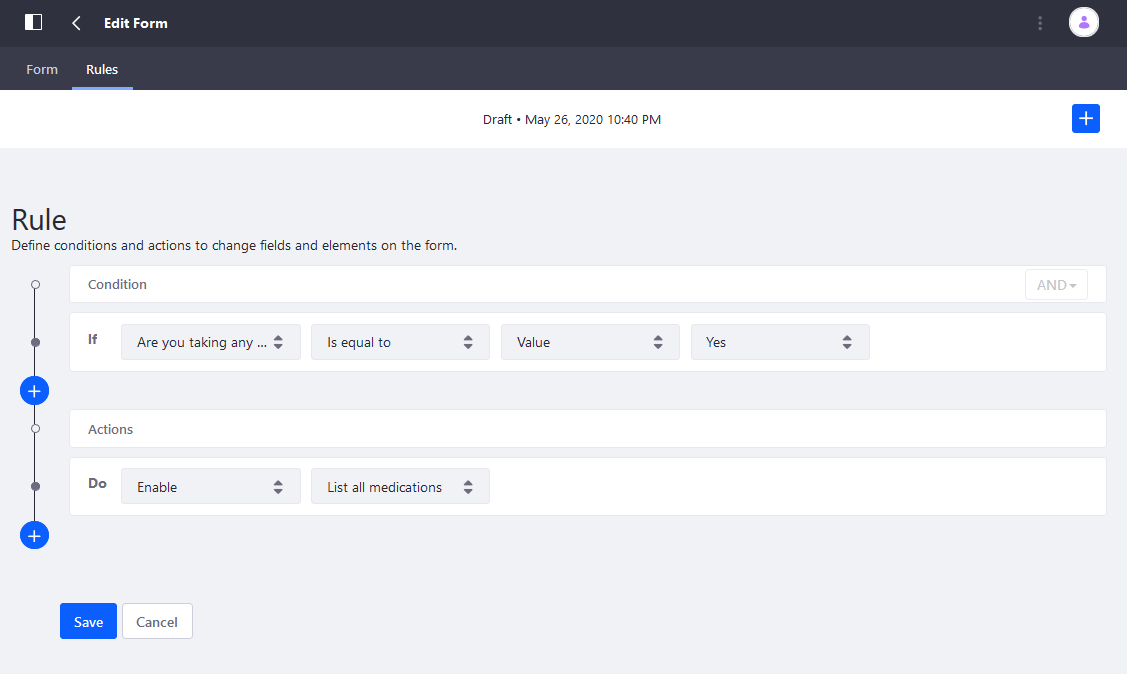 Edit Form
Form Rules
Draft • May 26, 2020 10:40 PM
Rule
Define conditions and actions to change fields and elements on the form.
Condition AND
If Are you taking any ... Is equal to Value Yes
Actions
Do Enable List all medications
Save Cancel